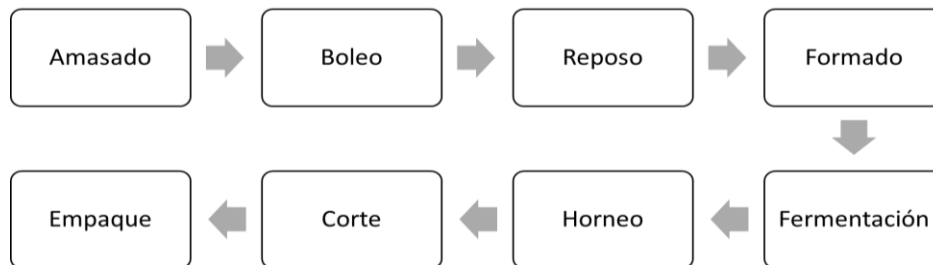 Amasado
Boleo
Reposo
Formado
Fermentación
Horneo
Corte
Empaque